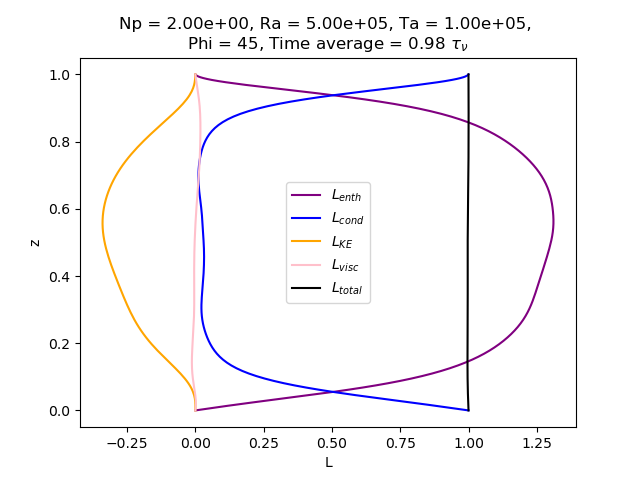 Np = 2.00e+00, Ra = 5.00e+05, Ta = 1.00e+05,
Phi = 45, Time average = 0.98 τν
1.0
0.8
0.6
0.4
0.2
0.0
z
L_enth
L_cond
L_KE
L_visc
L_total
−0.25 0.00 0.25 0.50 0.75 1.00 1.25
L